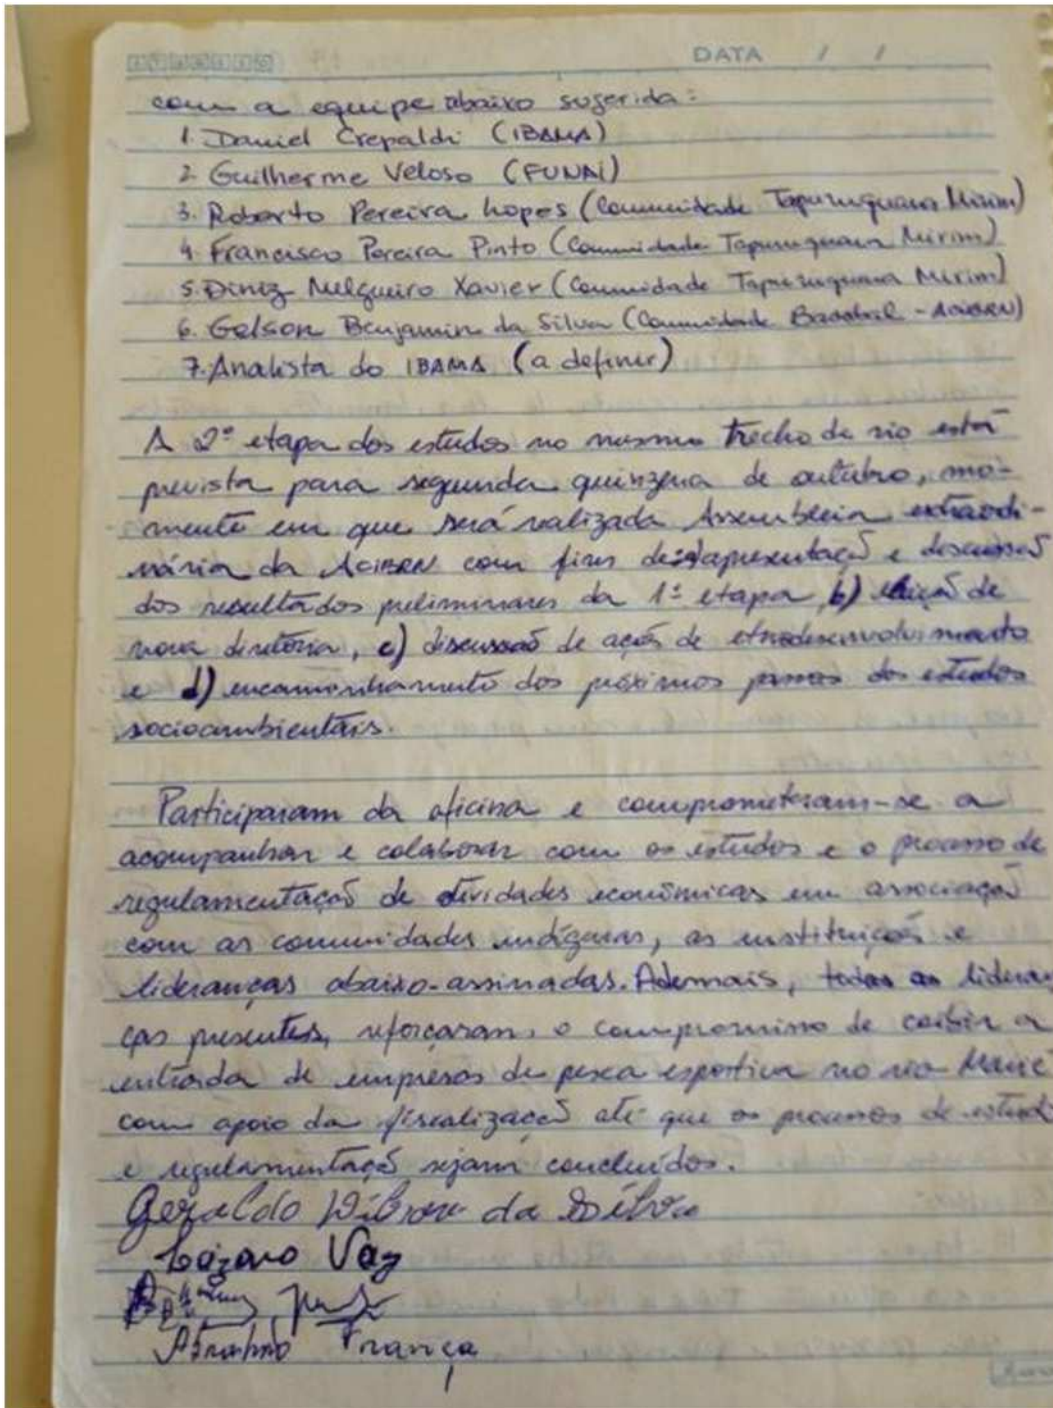 DATA / /
com a equipe abaixo sugerida:
1. Daniel Crepaldi (IBAMA)
2. Guilherme Veloso (FUNAI)
3. Roberto Pereira Lopes (Comunidade Tapuruquara Mirim)
4. Francisco Pereira Pinto (Comunidade Tapuruquara Mirim)
5. Diniz Melgueiro Xavier (Comunidade Tapuruquara Mirim)
6. Gelson Benjamin da Silva (Comunidade - ACIBRN)
7. Analista do IBAMA (a definir)
A 2ª etapa dos estudos no mesmo trecho de rio está
prevista para segunda quinzena de outubro, mo-
mento em que será realizada Assembleia extraordi-
nária da ACIBRN com fins de: a) apresentação e discussão
dos resultados preliminares da 1ª etapa, b) eleição de
nova diretoria, c) discussão de ações de etnodesenvolvimento
e d) encaminhamento dos próximos passos dos estudos
socioambientais.
Participaram da oficina e comprometeram-se a
acompanhar e colaborar com os estudos e o processo de
regulamentação de atividades econômicas em associação
com as comunidades indígenas, as instituições e
lideranças abaixo-assinadas. Ademais, todas as lideran
ças presentes, reforçaram, o compromisso de coibir a
entrada de empresas de pesca esportiva no rio Marié
com apoio da fiscalização até que os processos de estud
e regulamentação sejam concluídos.
Geraldo da Silva
Lázaro Vaz
Abrahão França